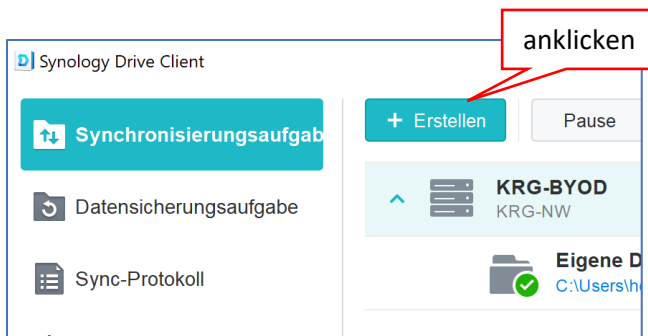 anklicken
Synology Drive Client
Synchronisierungsaufgab
+ Erstellen
Pause
Datensicherungsaufgabe
Sync-Protokoll
KRG-BYOD
KRG-NW
Eigene D
C:\Users\h